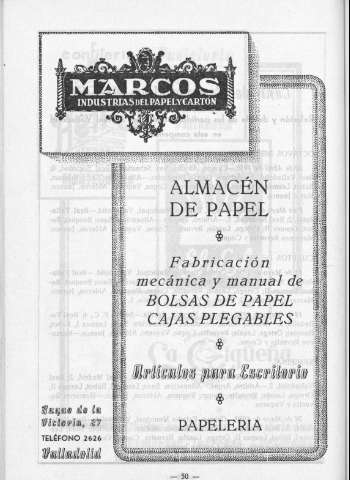 MARCOS
INDUSTRIAS DEL PAPEL Y CARTON
ALMACÉN
DE PAPEL
Fabricación
mecánica y manual de
BOLSAS DE PAPEL
CAJAS PLEGABLES
Artículos para Escritorio
PAPELERIA
Duque de la
Victoria, 27
TELÉFONO 2626
Valladolid
— 50 —